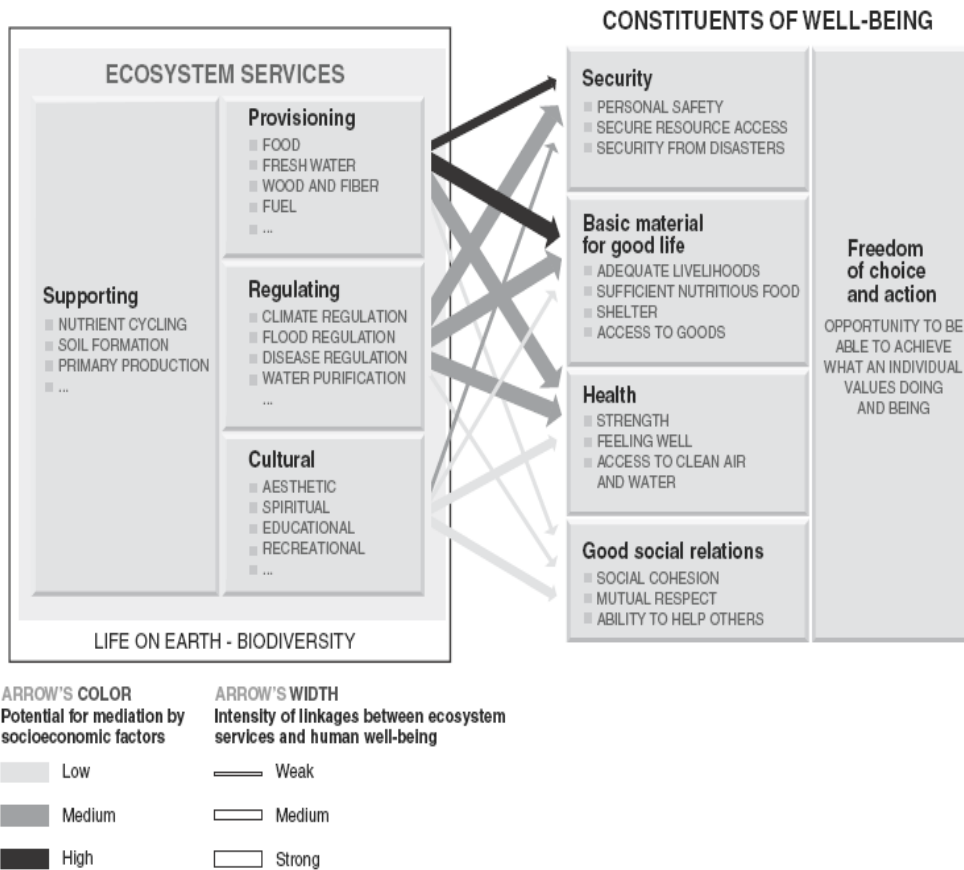 CONSTITUENTS OF WELL-BEING
ECOSYSTEM SERVICES
Supporting
NUTRIENT CYCLING
SOIL FORMATION
PRIMARY PRODUCTION
...
Provisioning
FOOD
FRESH WATER
WOOD AND FIBER
FUEL
...
Regulating
CLIMATE REGULATION
FLOOD REGULATION
DISEASE REGULATION
WATER PURIFICATION
...
Cultural
AESTHETIC
SPIRITUAL
EDUCATIONAL
RECREATIONAL
...
LIFE ON EARTH - BIODIVERSITY
Security
PERSONAL SAFETY
SECURE RESOURCE ACCESS
SECURITY FROM DISASTERS
Basic material
for good life
ADEQUATE LIVELIHOODS
SUFFICIENT NUTRITIOUS FOOD
SHELTER
ACCESS TO GOODS
Health
STRENGTH
FEELING WELL
ACCESS TO CLEAN AIR
AND WATER
Good social relations
SOCIAL COHESION
MUTUAL RESPECT
ABILITY TO HELP OTHERS
Freedom
of choice
and action
OPPORTUNITY TO BE
ABLE TO ACHIEVE
WHAT AN INDIVIDUAL
VALUES DOING
AND BEING
ARROW'S COLOR
Potential for mediation by
socioeconomic factors
Low
Medium
High
ARROW'S WIDTH
Intensity of linkages between ecosystem
services and human well-being
Weak
Medium
Strong